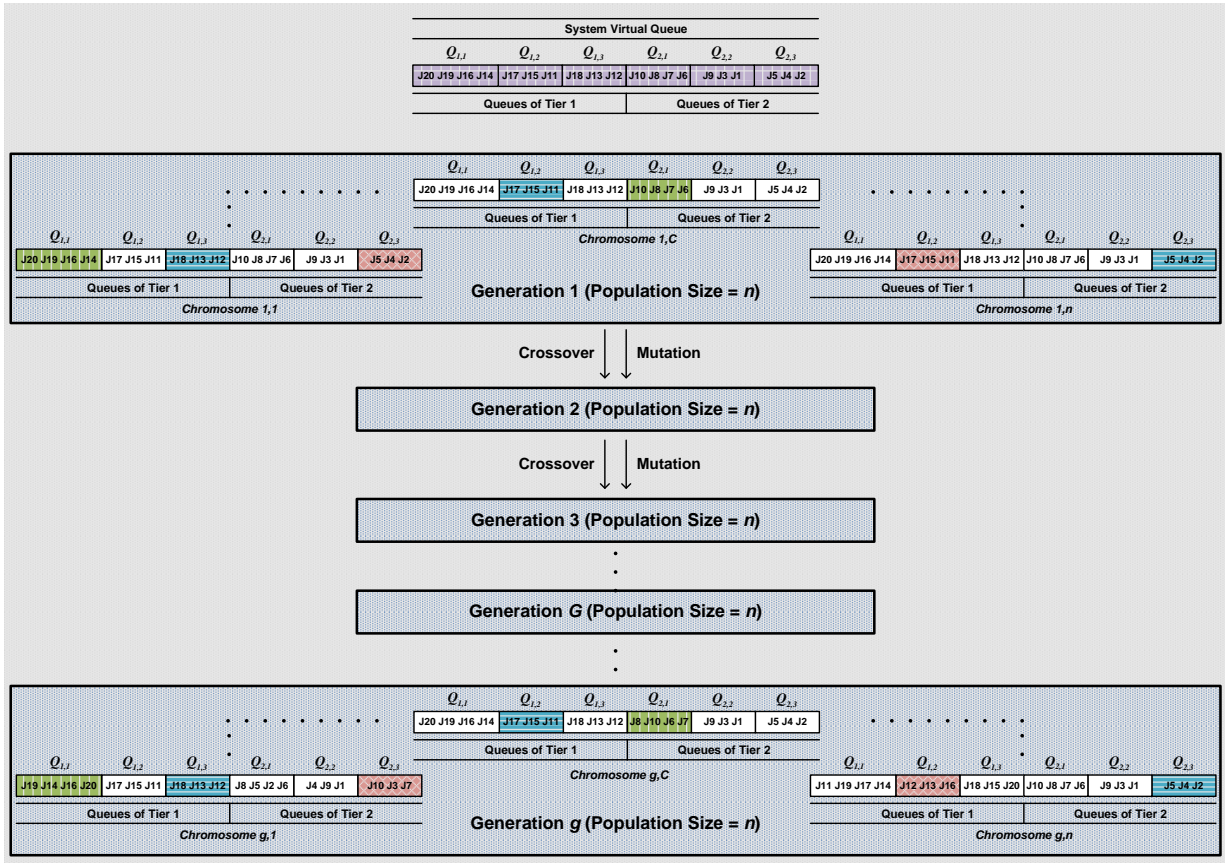 System Virtual Queue
Q1,1 Q1,2 Q1,3 Q2,1 Q2,2 Q2,3
J20 J19 J16 J14 J17 J15 J11 J18 J13 J12 J10 J8 J7 J6 J9 J3 J1 J5 J4 J2
Queues of Tier 1 Queues of Tier 2
Q1,1 Q1,2 Q1,3 Q2,1 Q2,2 Q2,3
J20 J19 J16 J14 J17 J15 J11 J18 J13 J12 J10 J8 J7 J6 J9 J3 J1 J5 J4 J2
Queues of Tier 1 Queues of Tier 2
Chromosome 1,C
Q1,1 Q1,2 Q1,3 Q2,1 Q2,2 Q2,3
J20 J19 J16 J14 J17 J15 J11 J18 J13 J12 J10 J8 J7 J6 J9 J3 J1 J5 J4 J2
Queues of Tier 1 Queues of Tier 2
Chromosome 1,1
Generation 1 (Population Size = n)
Q1,1 Q1,2 Q1,3 Q2,1 Q2,2 Q2,3
J20 J19 J16 J14 J17 J15 J11 J18 J13 J12 J10 J8 J7 J6 J9 J3 J1 J5 J4 J2
Queues of Tier 1 Queues of Tier 2
Chromosome 1,n
Crossover Mutation
Generation 2 (Population Size = n)
Crossover Mutation
Generation 3 (Population Size = n)
Generation G (Population Size = n)
Q1,1 Q1,2 Q1,3 Q2,1 Q2,2 Q2,3
J20 J19 J16 J14 J17 J15 J11 J18 J13 J12 J8 J10 J6 J7 J9 J3 J1 J5 J4 J2
Queues of Tier 1 Queues of Tier 2
Chromosome g,C
Q1,1 Q1,2 Q1,3 Q2,1 Q2,2 Q2,3
J19 J14 J16 J20 J17 J15 J11 J18 J13 J12 J8 J5 J2 J6 J4 J9 J1 J10 J3 J7
Queues of Tier 1 Queues of Tier 2
Chromosome g,1
Generation g (Population Size = n)
Q1,1 Q1,2 Q1,3 Q2,1 Q2,2 Q2,3
J11 J19 J17 J14 J12 J13 J16 J18 J15 J20 J10 J8 J7 J6 J9 J3 J1 J5 J4 J2
Queues of Tier 1 Queues of Tier 2
Chromosome g,n